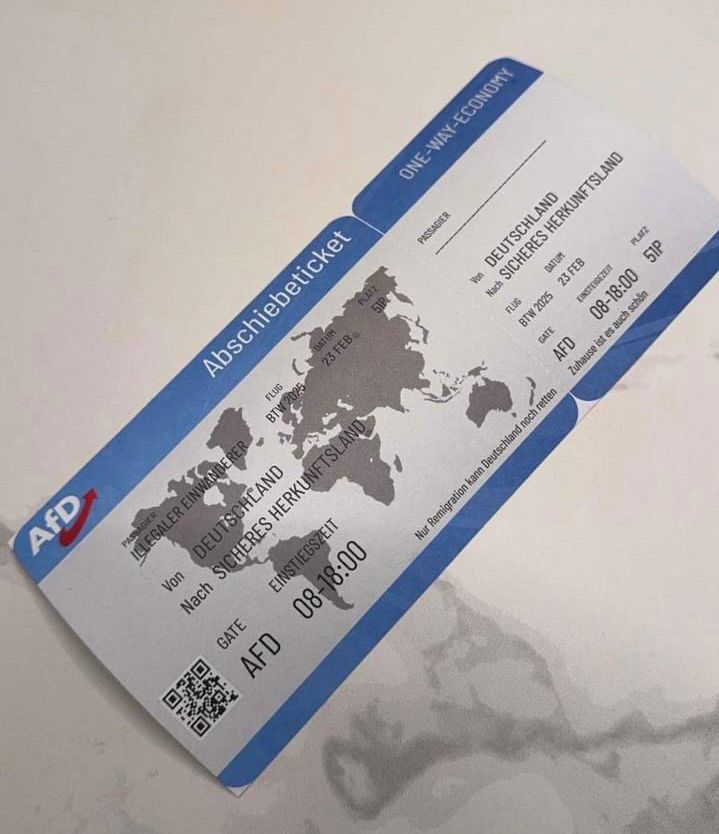 AfD
Abschiebeticket
PASSAGIER
ILLEGALER EINWANDERER
FLUG
BTW 2025
DATUM
23 FEB
PLATZ
51P
Von DEUTSCHLAND
Nach SICHERES HERKUNFTSLAND
GATE
AFD
EINSTIEGSZEIT
08-18:00
Nur Remigration kann Deutschland noch retten
ONE-WAY-ECONOMY
PASSAGIER
Von DEUTSCHLAND
Nach SICHERES HERKUNFTSLAND
FLUG
BTW 2025
DATUM
23 FEB
GATE
AFD
EINSTIEGSZEIT
08-18:00
PLATZ
51P
Zuhause ist es auch schön